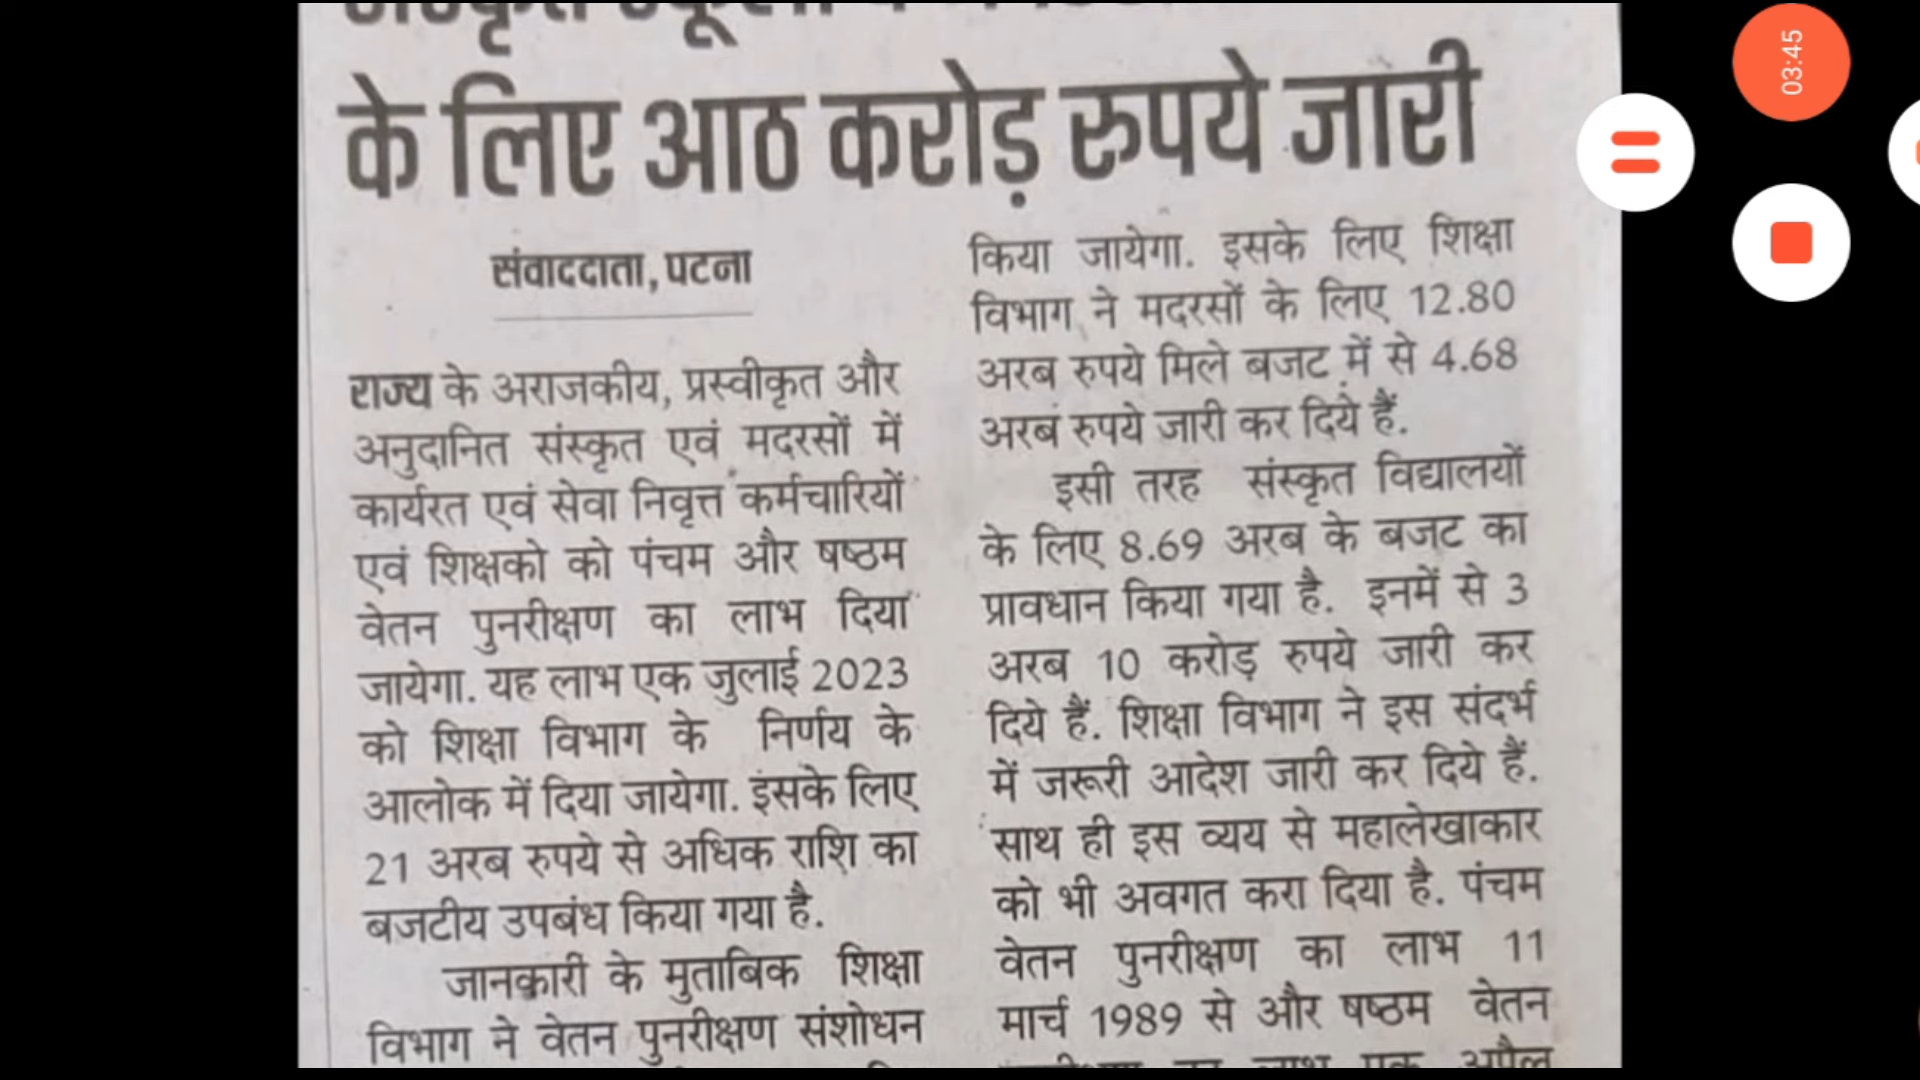 के लिए आठ करोड़ रुपये जारी
संवाददाता, पटना
राज्य के अराजकीय, प्रस्वीकृत और
अनुदानित संस्कृत एवं मदरसों में
कार्यरत एवं सेवा निवृत्त कर्मचारियों
एवं शिक्षको को पंचम और षष्ठम
वेतन पुनरीक्षण का लाभ दिया
जायेगा. यह लाभ एक जुलाई 2023
को शिक्षा विभाग के निर्णय के
आलोक में दिया जायेगा. इसके लिए
21 अरब रुपये से अधिक राशि का
बजटीय उपबंध किया गया है.
जानकारी के मुताबिक शिक्षा
विभाग ने वेतन पुनरीक्षण संशोधन
किया जायेगा. इसके लिए शिक्षा
विभाग ने मदरसों के लिए 12.80
अरब रुपये मिले बजट में से 4.68
अरब रुपये जारी कर दिये हैं.
इसी तरह संस्कृत विद्यालयों
के लिए 8.69 अरब के बजट का
प्रावधान किया गया है. इनमें से 3
अरब 10 करोड़ रुपये जारी कर
दिये हैं. शिक्षा विभाग ने इस संदर्भ
में जरूरी आदेश जारी कर दिये हैं.
साथ ही इस व्यय से महालेखाकार
को भी अवगत करा दिया है. पंचम
वेतन पुनरीक्षण का लाभ 11
मार्च 1989 से और षष्ठम वेतन
03:45